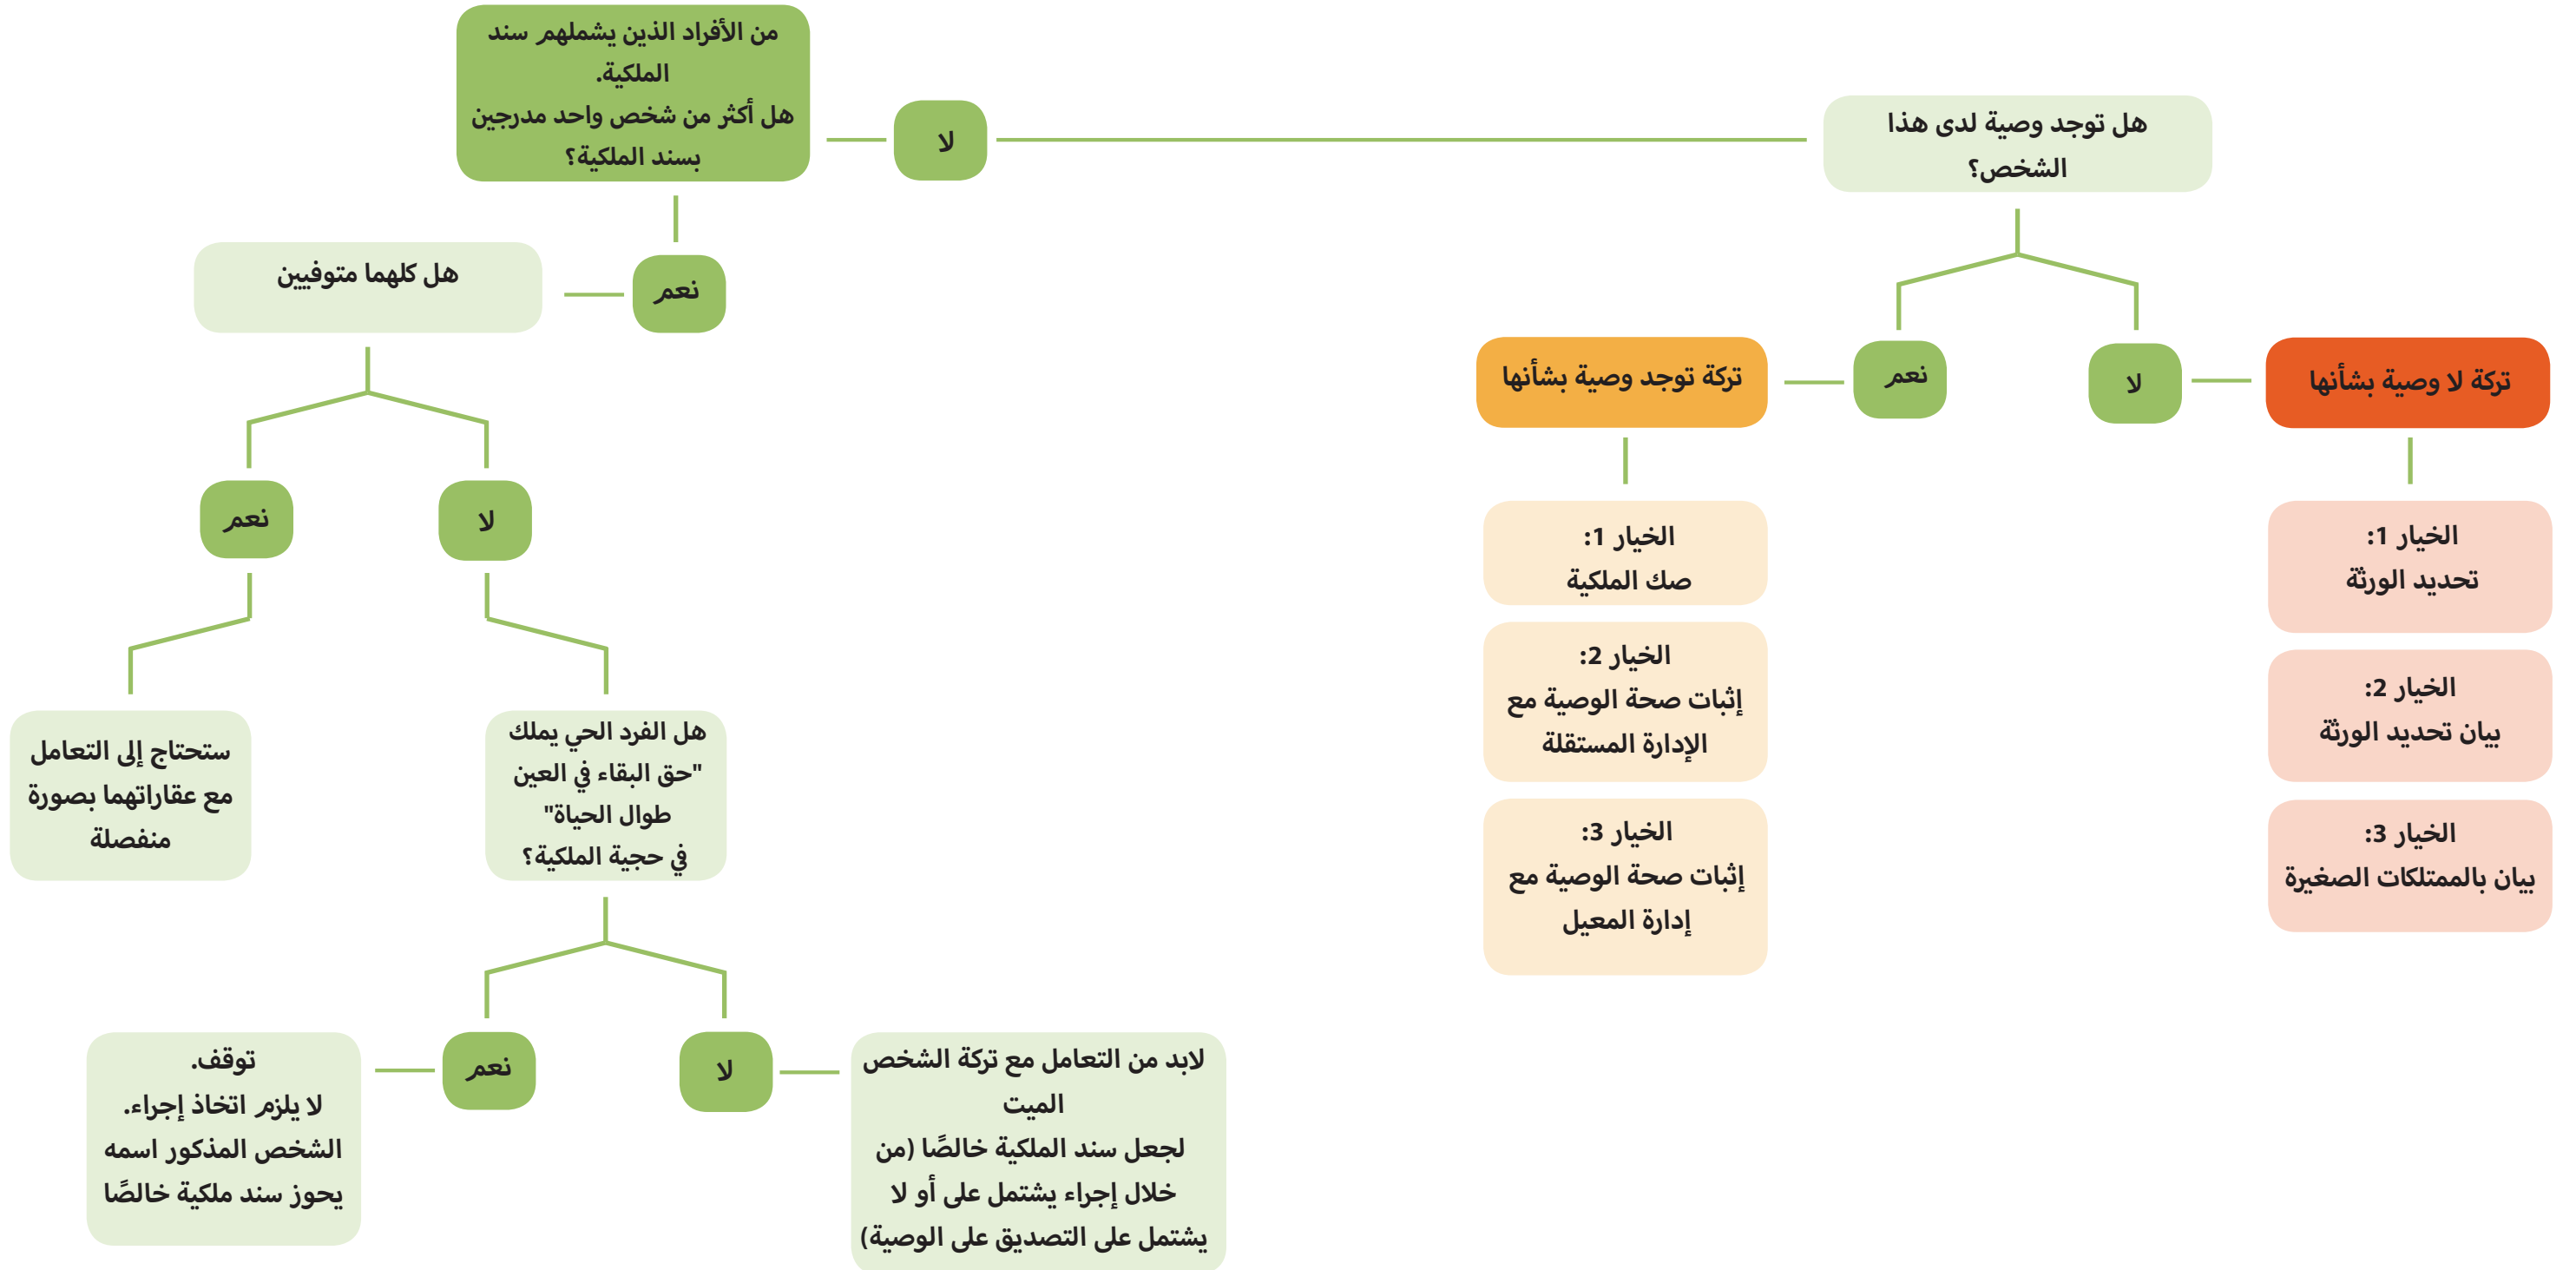 من الأفراد الذين يشملهم سند
الملكية.
هل أكثر من شخص واحد مدرجين
بسند الملكية؟
لا
هل توجد وصية لدى هذا
الشخص؟
نعم
هل كلهما متوفيين
نعم
لا
تركة توجد وصية بشأنها
نعم
لا
تركة لا وصية بشأنها
الخيار 1:
صك الملكية
الخيار 2:
إثبات صحة الوصية مع
الإدارة المستقلة
الخيار 3:
إثبات صحة الوصية مع
إدارة المعيل
الخيار 1:
تحديد الورثة
الخيار 2:
بيان تحديد الورثة
الخيار 3:
بيان بالممتلكات الصغيرة
ستحتاج إلى التعامل
مع عقاراتهما بصورة
منفصلة
هل الفرد الحي يملك
"حق البقاء في العين
طوال الحياة"
في حجية الملكية؟
نعم
لا
توقف.
لا يلزم اتخاذ إجراء.
الشخص المذكور اسمه
يحوز سند ملكية خالصًا
لابد من التعامل مع تركة الشخص
الميت
لجعل سند الملكية خالصًا (من
خلال إجراء يشتمل على أو لا
يشتمل على التصديق على الوصية)